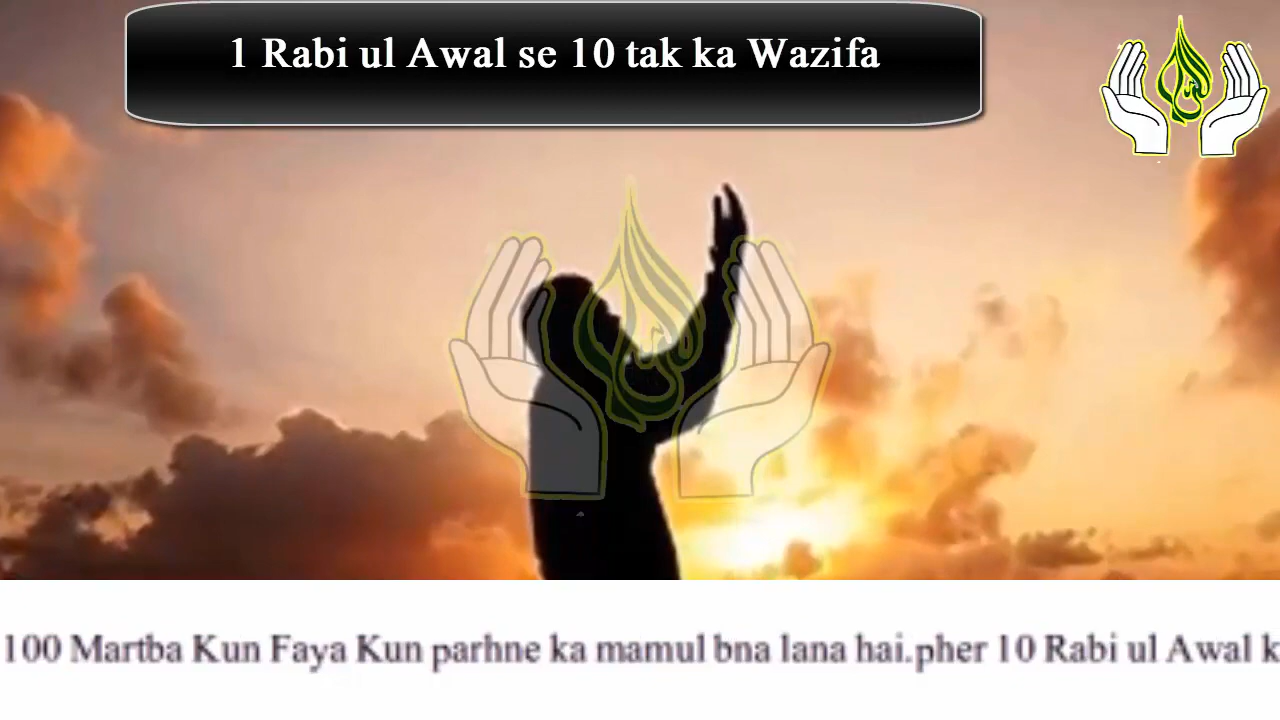 1 Rabi ul Awal se 10 tak ka Wazifa
100 Martba Kun Faya Kun parhne ka mamul bna lana hai.pher 10 Rabi ul Awal k